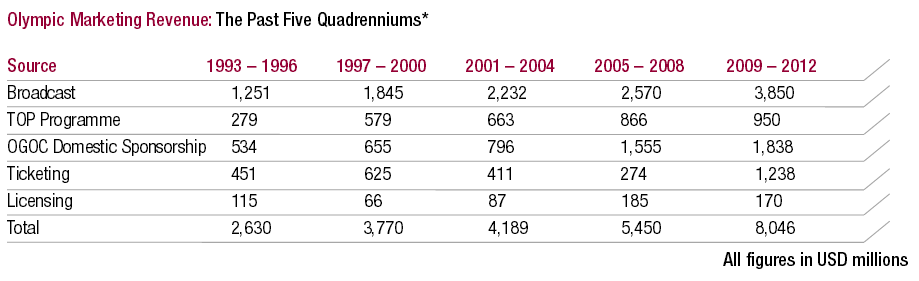 Olympic Marketing Revenue: The Past Five Quadrenniums*
Source 1993 – 1996 1997 – 2000 2001 – 2004 2005 – 2008 2009 – 2012
Broadcast 1,251 1,845 2,232 2,570 3,850
TOP Programme 279 579 663 866 950
OGOC Domestic Sponsorship 534 655 796 1,555 1,838
Ticketing 451 625 411 274 1,238
Licensing 115 66 87 185 170
Total 2,630 3,770 4,189 5,450 8,046
All figures in USD millions